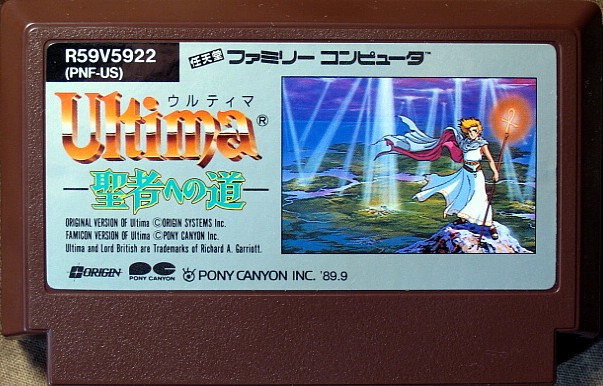 R59V5922
(PNF-US)
任天堂 ファミリー コンピュータ™
ウルティマ
Ultima®
聖者への道
ORIGINAL VERSION OF Ultima ©ORIGIN SYSTEMS Inc.
FAMICON VERSION OF Ultima ©PONY CANYON Inc.
Ultima and Lord British are Trademarks of Richard A. Garriott.
ORIGIN PONY CANYON PONY CANYON INC. '89.9